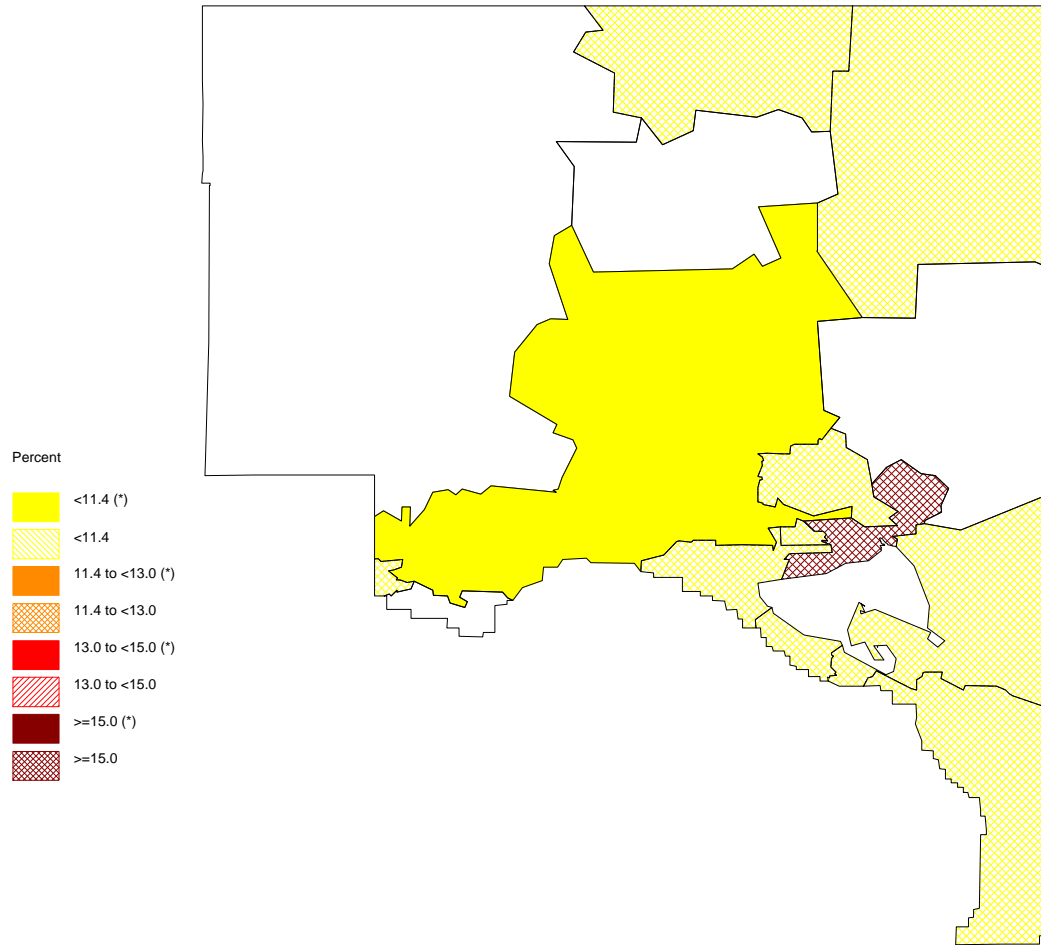 Percent
<11.4 (*)
<11.4
11.4 to <13.0 (*)
11.4 to <13.0
13.0 to <15.0 (*)
13.0 to <15.0
>=15.0 (*)
>=15.0